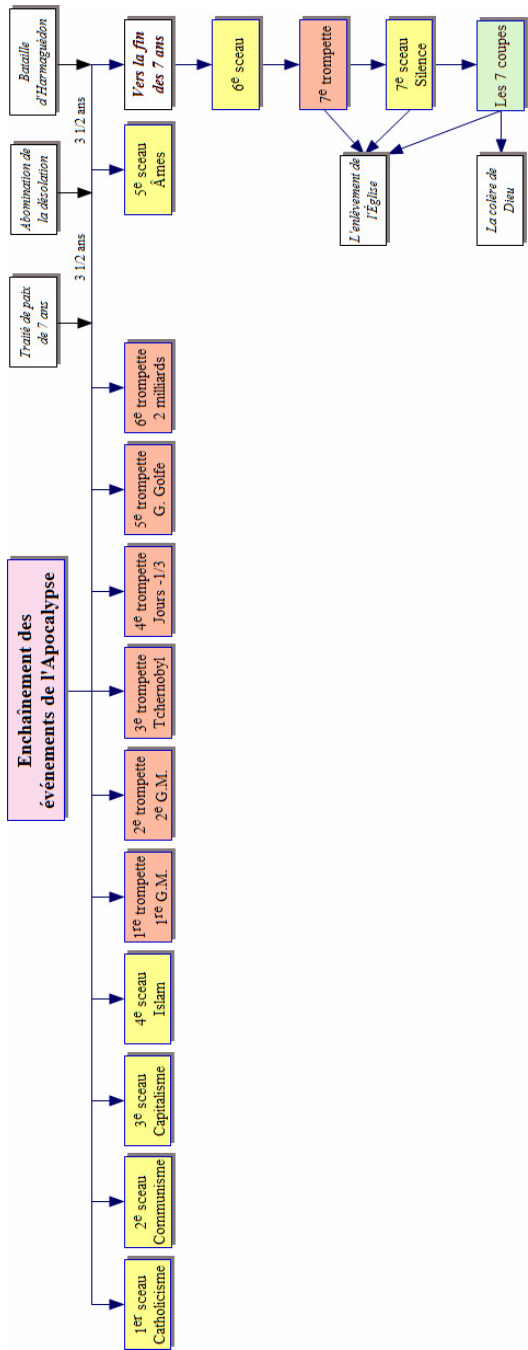 Enchaînement des
événements de l'Apocalypse
Traité de paix
de 7 ans
Abomination de
la désolation
Bataille
d'Harmaguédon
3 1/2 ans
3 1/2 ans
1er sceau
Catholicisme
2e sceau
Communisme
3e sceau
Capitalisme
4e sceau
Islam
1re trompette
1re G.M.
2e trompette
2e G.M.
3e trompette
Tchernobyl
4e trompette
Jours -1/3
5e trompette
G. Golfe
6e trompette
2 milliards
5e sceau
Âmes
Vers la fin
des 7 ans
6e sceau
7e trompette
7e sceau
Silence
Les 7 coupes
L'enlèvement de
l'Église
La colère de
Dieu